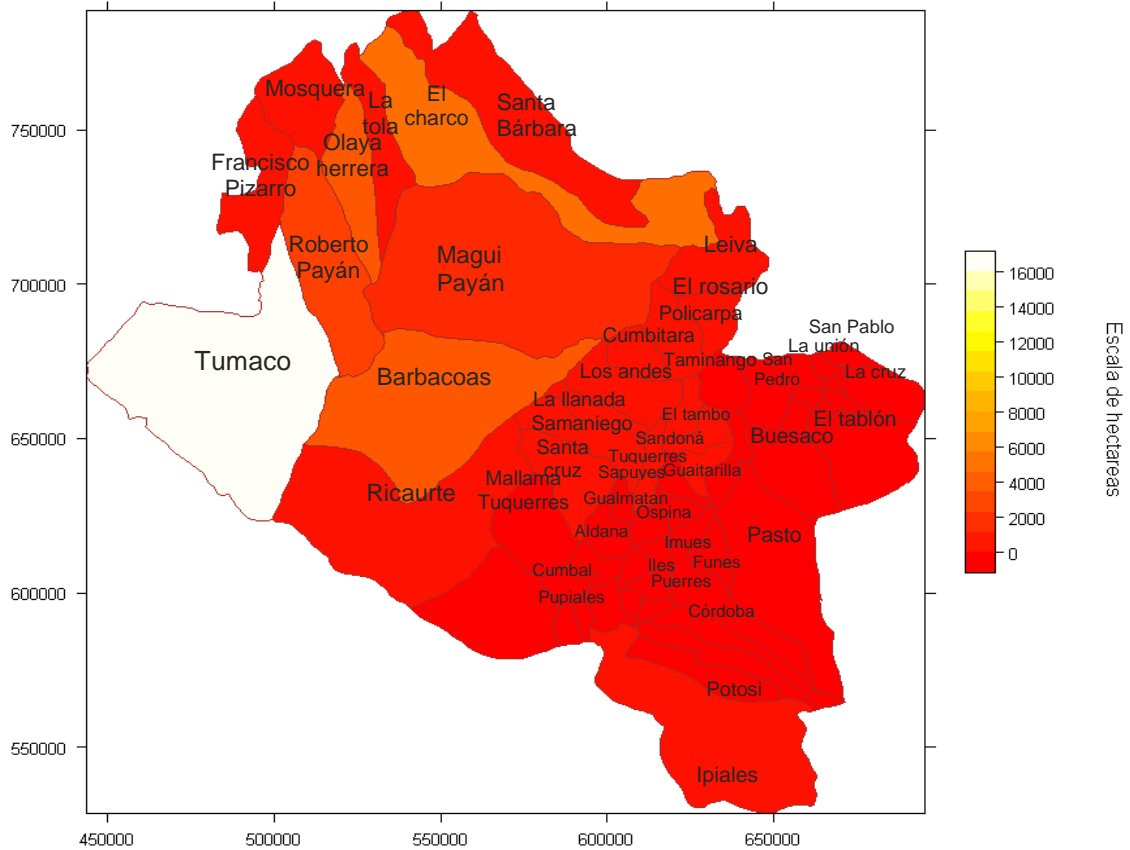 Mosquera
La
tola
El
charco
Santa
Bárbara
750000
Olaya
herrera
Francisco
Pizarro
Roberto
Payán
Magui
Payán
Leiva
700000
El rosario
Policarpa
Cumbitara
San Pablo
La unión
Tumaco
Barbacoas
Los andes
Taminango
San
Pedro
La cruz
La llanada
Samaniego
El tambo
El tablón
650000
Santa
cruz
Sandoná
Buesaco
Tuquerres
Sapuyes
Guaitarilla
Mallama
Tuquerres
Ricaurte
Gualmatan
Ospina
Aldana
Pasto
Imues
Cumbal
Iles
Funes
Puerres
600000
Pupiales
Córdoba
Potosi
550000
Ipiales
450000 500000 550000 600000 650000
16000
14000
12000
10000
8000
6000
4000
2000
0
Escala de hectareas